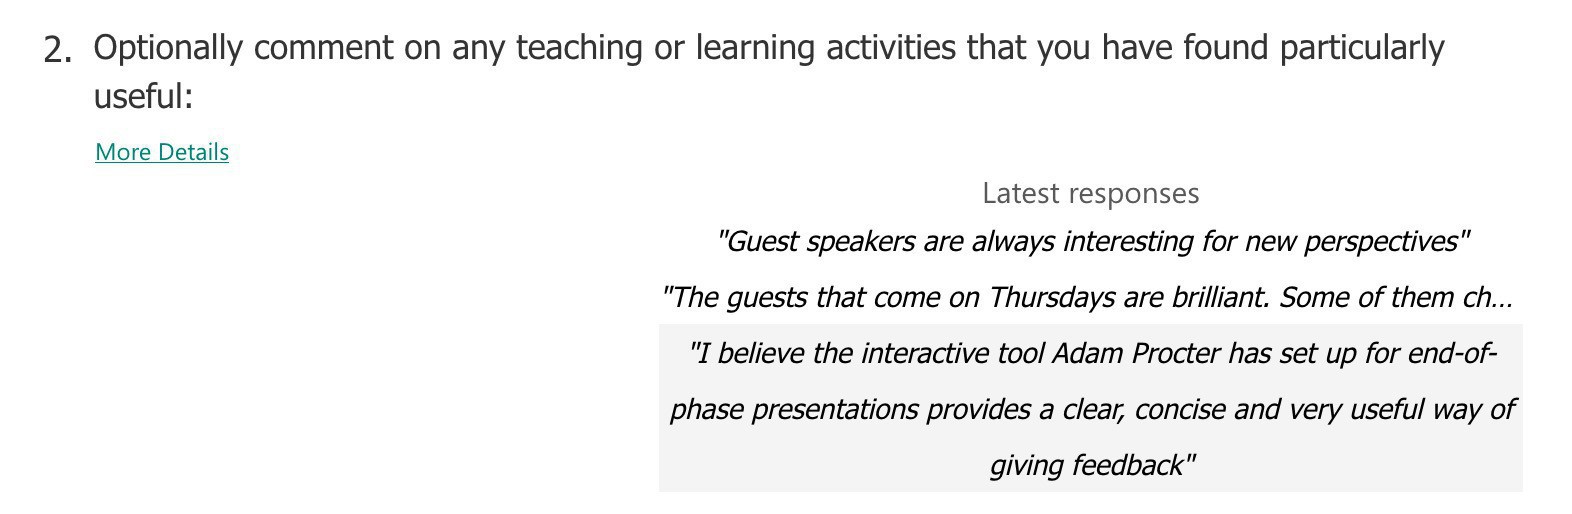 2. Optionally comment on any teaching or learning activities that you have found particularly
useful:
More Details
Latest responses
"Guest speakers are always interesting for new perspectives"
"The guests that come on Thursdays are brilliant. Some of them ch...
"I believe the interactive tool Adam Procter has set up for end-of-
phase presentations provides a clear, concise and very useful way of
giving feedback"